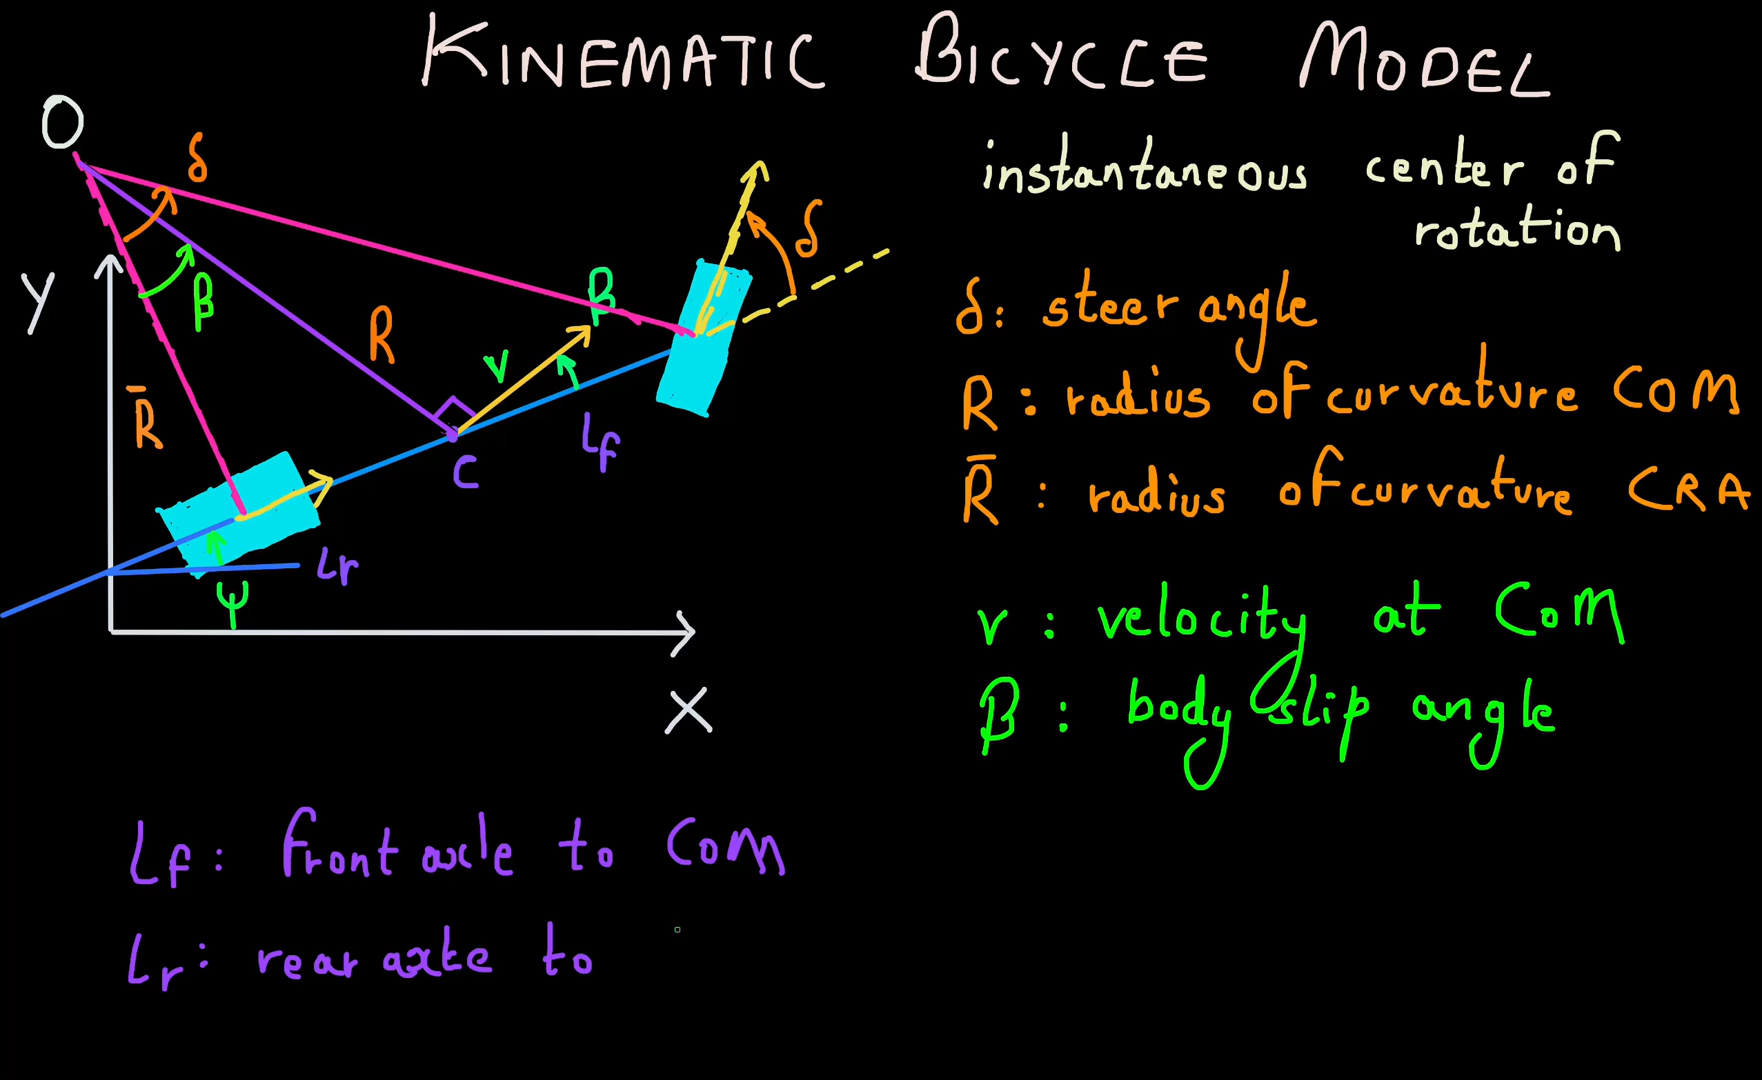 KINEMATIC BICYCLE MODEL
O
instantaneous center of
rotation
δ
δ
Y
β
β
R
V
δ: steer angle
R̄
C
Lf
R: radius of curvature COM
R̄: radius of curvature CRA
Lr
ψ
v: velocity at CoM
X
β: body slip angle
Lf: front axle to CoM
Lr: rear axte to